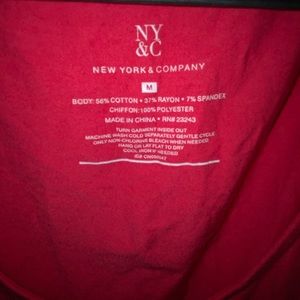 NY
&C
NEW YORK & COMPANY
M
BODY: 56% COTTON • 37% RAYON • 7% SPANDEX
CHIFFON: 100% POLYESTER
MADE IN CHINA • RN# 23243
TURN GARMENT INSIDE OUT
MACHINE WASH COLD SEPARATELY GENTLE CYCLE
ONLY NON-CHLORINE BLEACH WHEN NEEDED
HANG OR LAY FLAT TO DRY
COOL IRON IF NEEDED